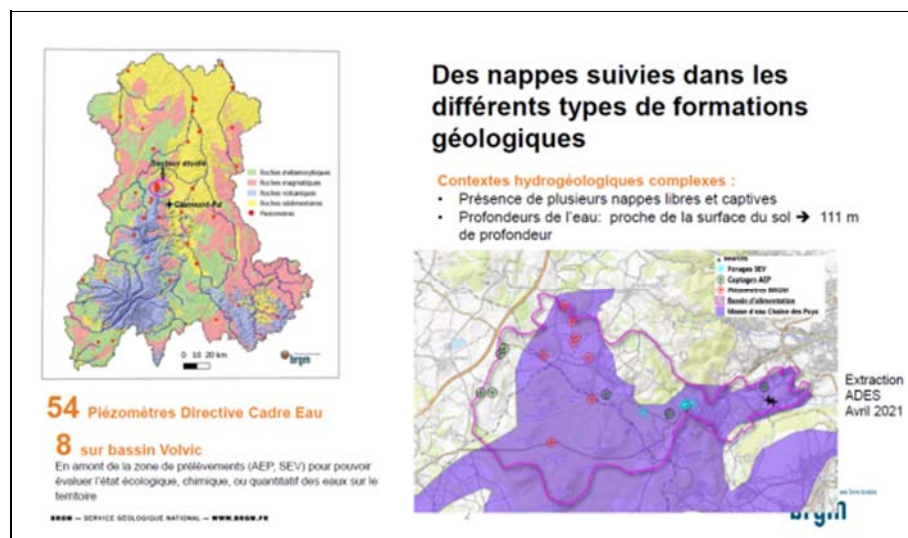 Secteur étudié
Clermont-Fd
Roches métamorphiques
Roches magmatiques
Roches volcaniques
Roches sédimentaires
Piézomètres
0 10 20 km
brgm
54 Piézomètres Directive Cadre Eau
8 sur bassin Volvic
En amont de la zone de prélèvements (AEP, SEV) pour pouvoir
évaluer l'état écologique, chimique, ou quantitatif des eaux sur le
territoire
BRGM — SERVICE GÉOLOGIQUE NATIONAL — WWW.BRGM.FR
Des nappes suivies dans les
différents types de formations
géologiques
Contextes hydrogéologiques complexes :
• Présence de plusieurs nappes libres et captives
• Profondeurs de l'eau: proche de la surface du sol ➔ 111 m
de profondeur
Forages SEV
Captages AEP
Piézomètres BRGM
Bassin d'alimentation
Masse d'eau Chaîne des Puys
Extraction
ADES
Avril 2021
2
brgm